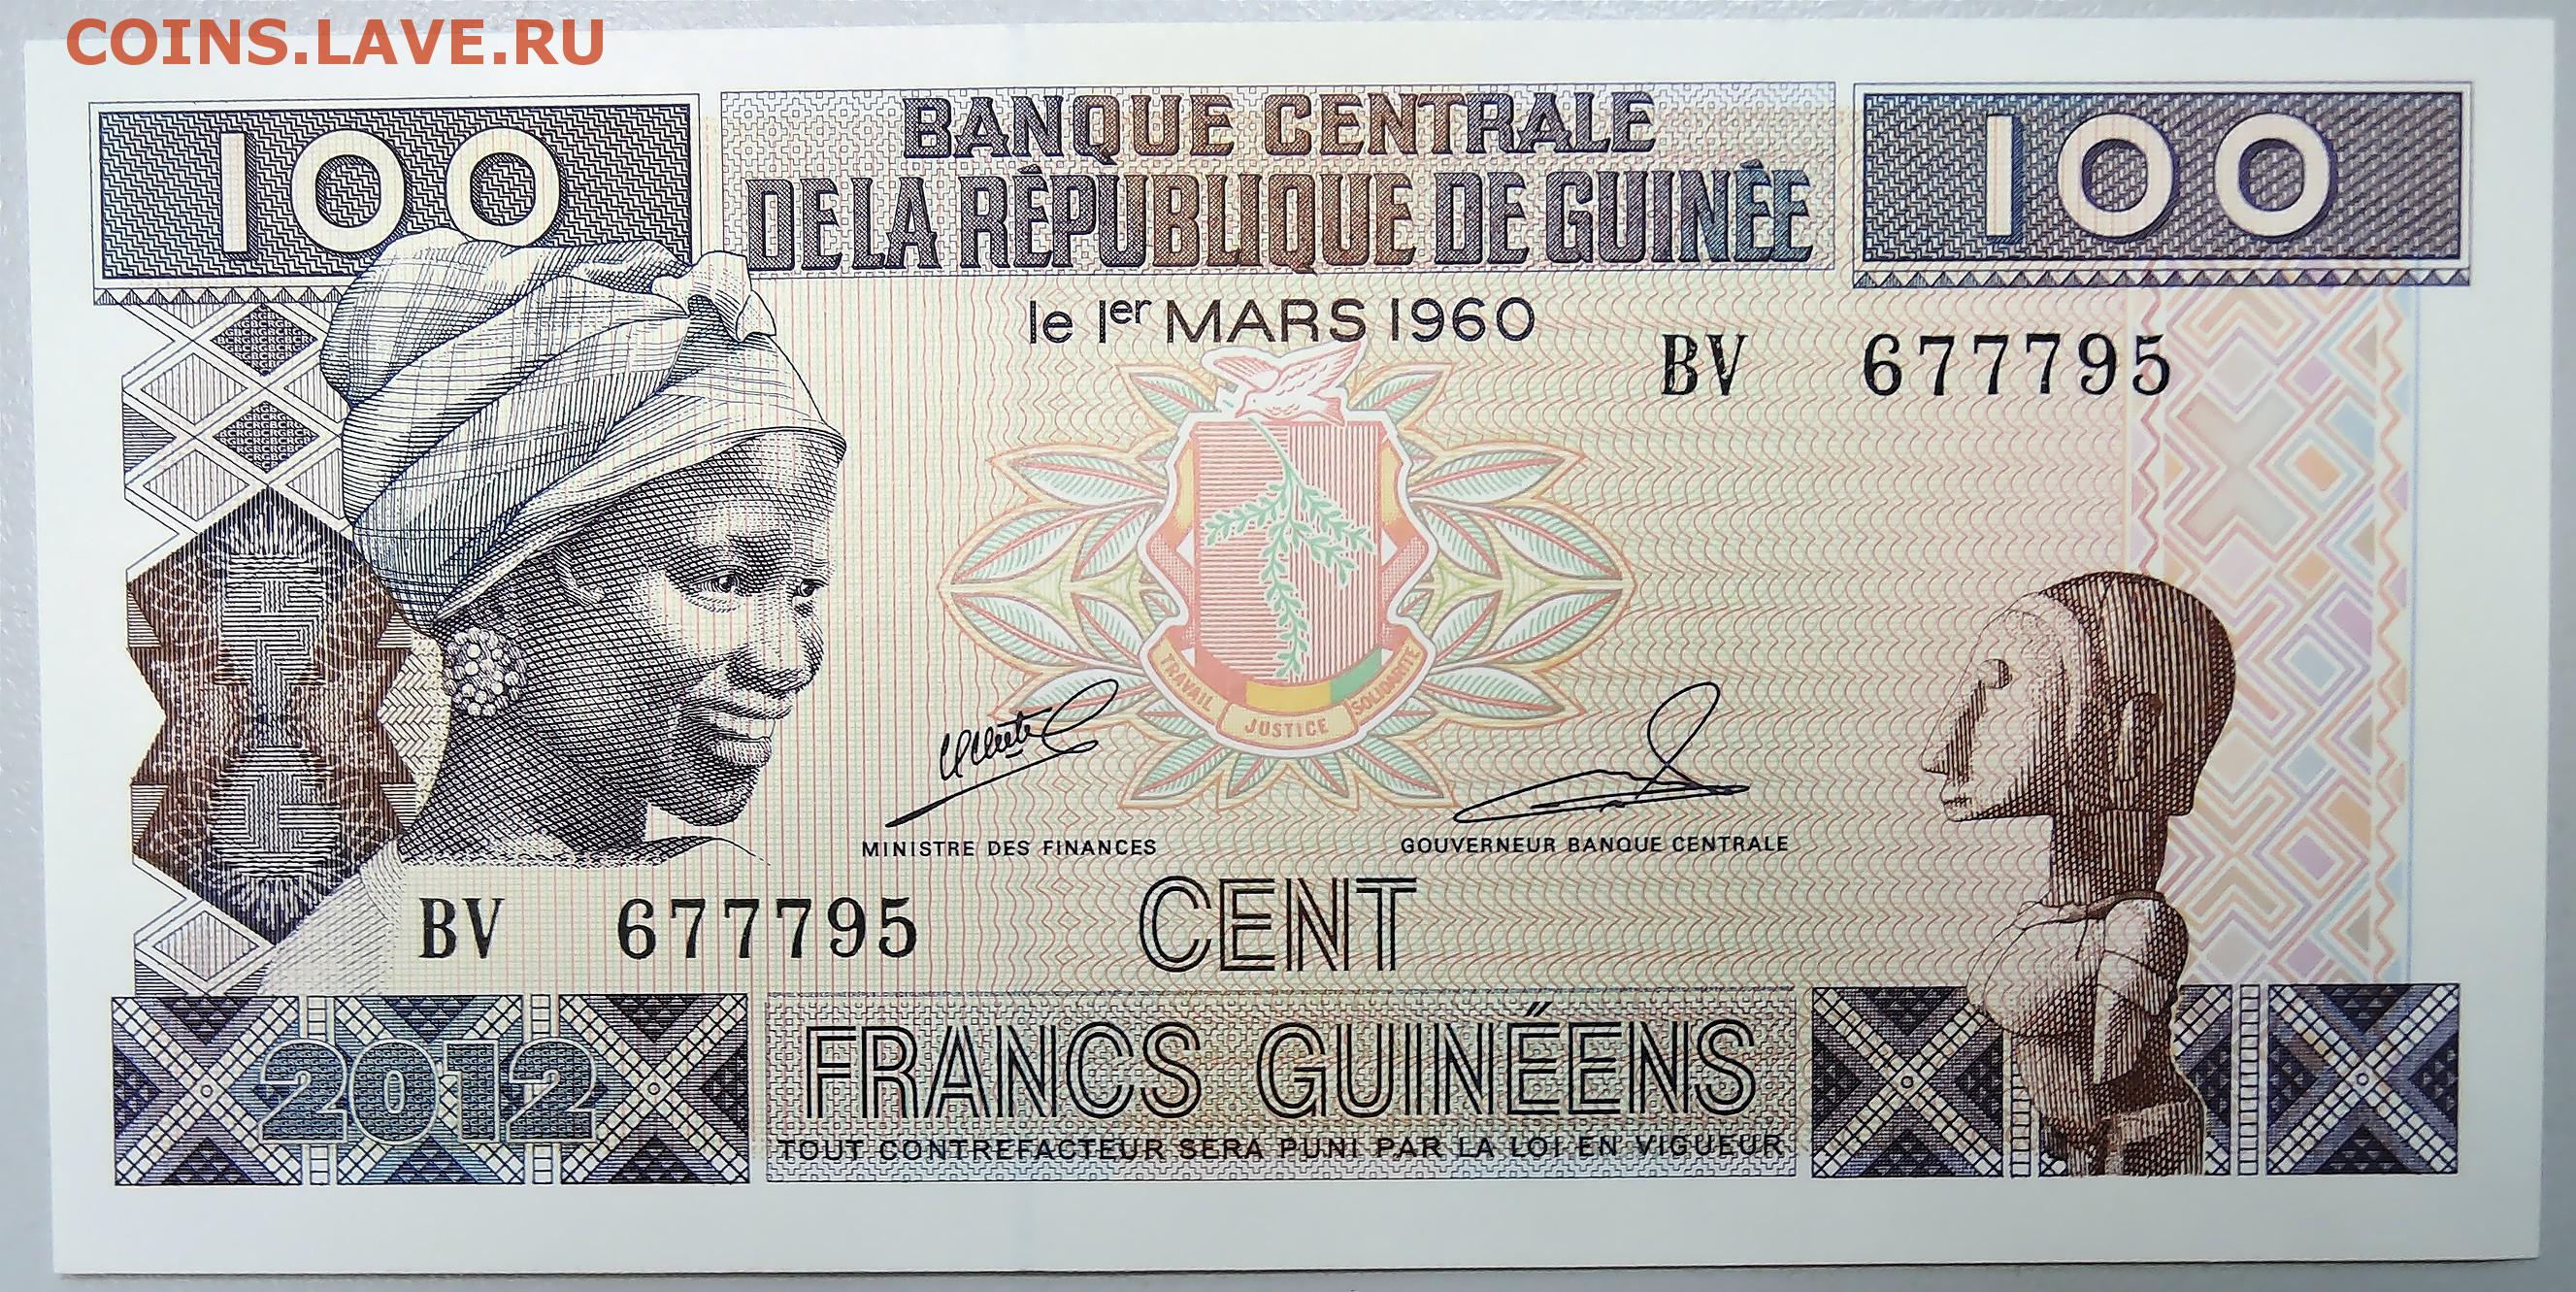 COINS.LAVE.RU
100
BANQUE CENTRALE
DE LA RÉPUBLIQUE DE GUINÉE
100
le 1er MARS 1960
BV 677795
TRAVAIL
JUSTICE
SOLIDARITÉ
MINISTRE DES FINANCES
GOUVERNEUR BANQUE CENTRALE
BV 677795
CENT
FRANCS GUINÉENS
2012
TOUT CONTREFACTEUR SERA PUNI PAR LA LOI EN VIGUEUR